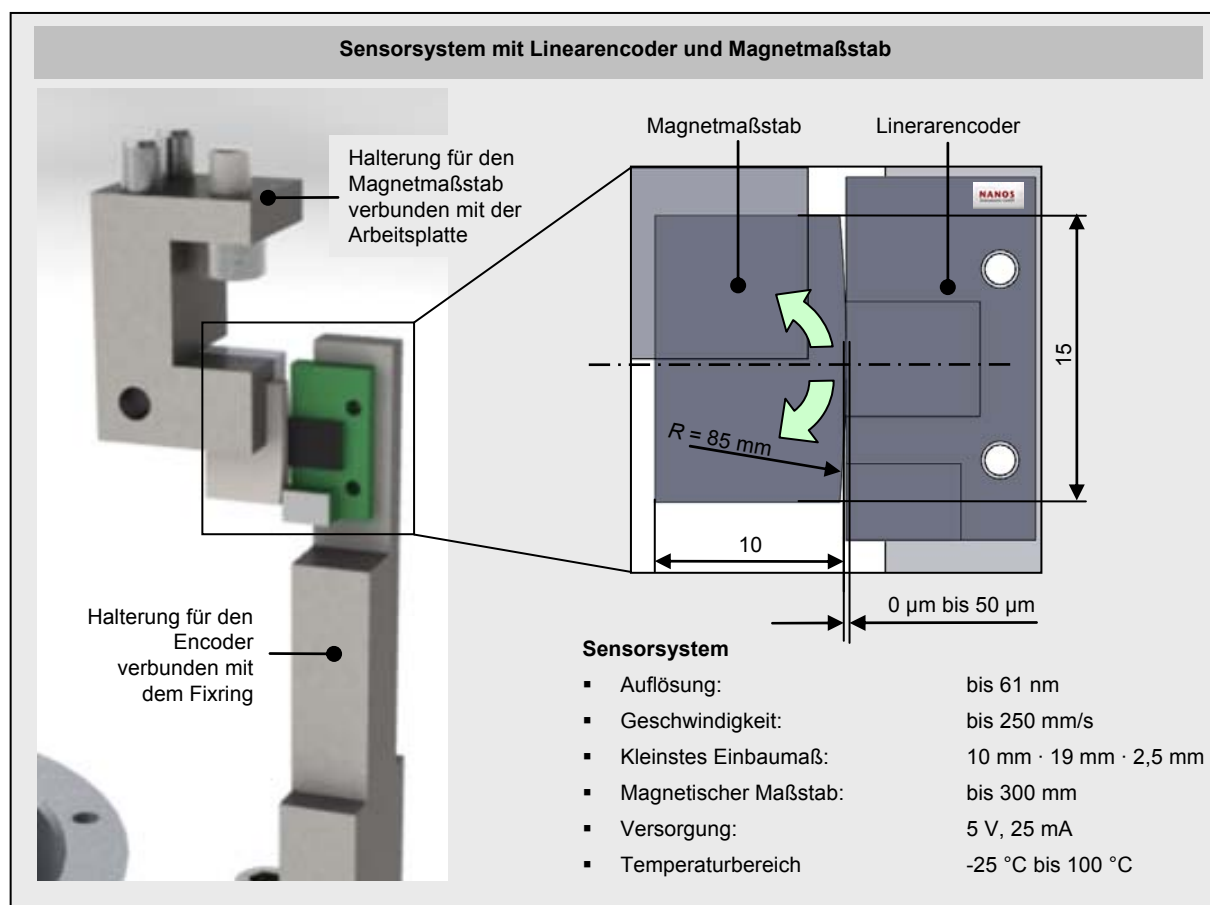 Sensorsystem mit Linearencoder und Magnetmaßstab
Halterung für den
Magnetmaßstab
verbunden mit der
Arbeitsplatte
Magnetmaßstab
Linerarencoder
NANOS
R = 85 mm
15
10
0 µm bis 50 µm
Halterung für den
Encoder
verbunden mit
dem Fixring
Sensorsystem
▪ Auflösung: bis 61 nm
▪ Geschwindigkeit: bis 250 mm/s
▪ Kleinstes Einbaumaß: 10 mm · 19 mm · 2,5 mm
▪ Magnetischer Maßstab: bis 300 mm
▪ Versorgung: 5 V, 25 mA
▪ Temperaturbereich -25 °C bis 100 °C